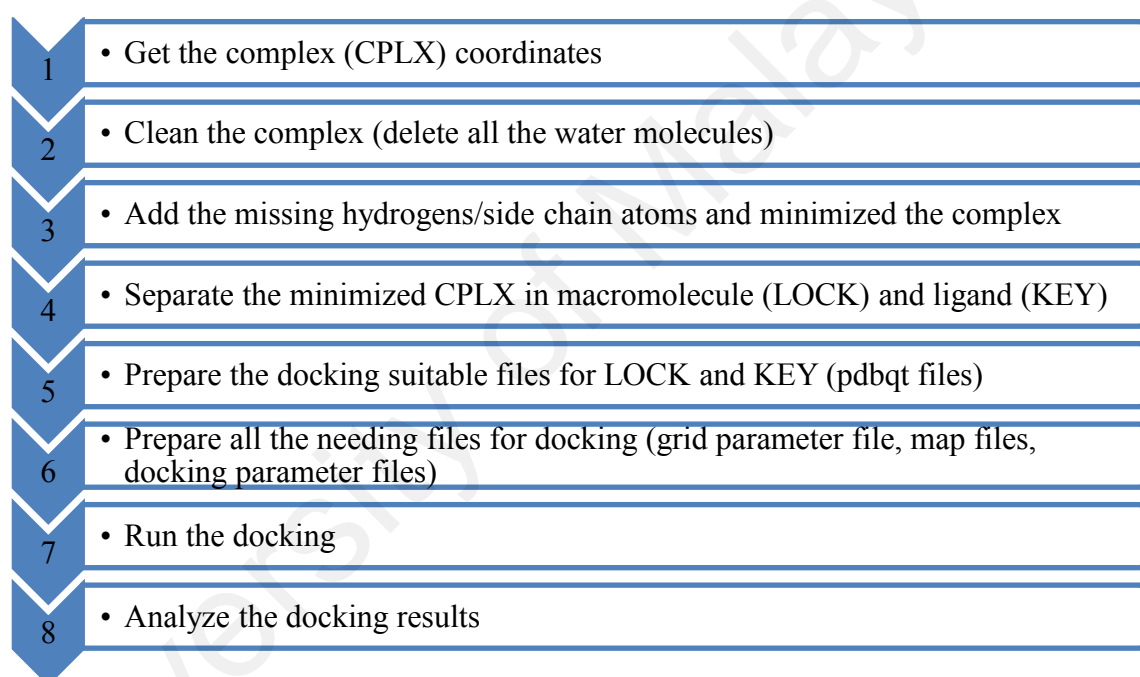 1 • Get the complex (CPLX) coordinates
2 • Clean the complex (delete all the water molecules)
3 • Add the missing hydrogens/side chain atoms and minimized the complex
4 • Separate the minimized CPLX in macromolecule (LOCK) and ligand (KEY)
5 • Prepare the docking suitable files for LOCK and KEY (pdbqt files)
6 • Prepare all the needing files for docking (grid parameter file, map files,
docking parameter files)
7 • Run the docking
8 • Analyze the docking results
versity of Malay